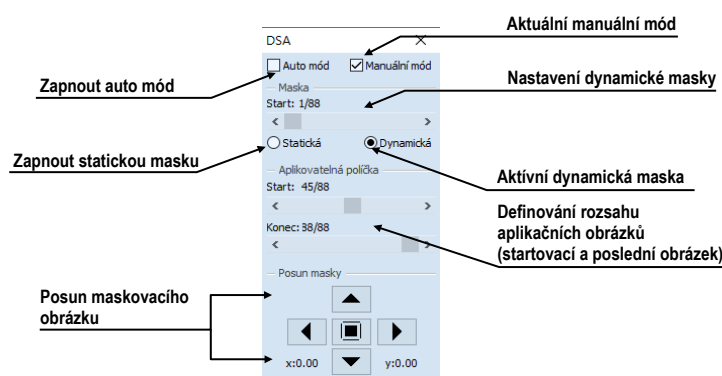 Aktuální manuální mód
DSA
Auto mód
Manuální mód
Zapnout auto mód
Nastavení dynamické masky
Maska
Start: 1/88
Zapnout statickou masku
Statická
Dynamická
Aplikovatelná políčka
Start: 45/88
Aktívní dynamická maska
Konec: 38/88
Definování rozsahu
aplikačních obrázků
(startovací a poslední obrázek)
Posun masky
Posun maskovacího
obrázku
x:0.00
y:0.00